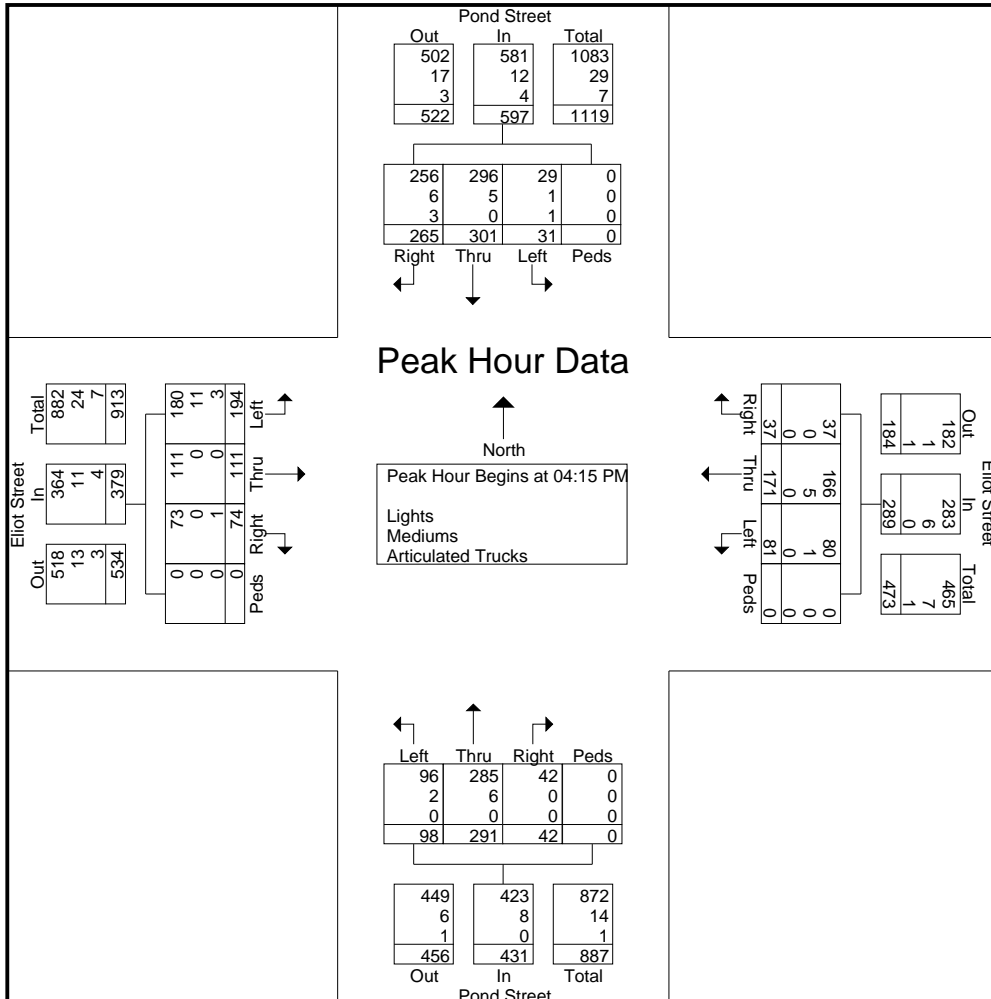 Pond Street
Out In Total
502 581 1083
17 12 29
3 4 7
522 597 1119
256 296 29 0
6 5 1 0
3 0 1 0
265 301 31 0
Right Thru Left Peds
Peak Hour Data
North
Peak Hour Begins at 04:15 PM
Lights
Mediums
Articulated Trucks
Eliot Street
Total
882
24
7
913
In
364
11
4
379
Out
518
13
3
534
180
11
3
194
Left
111
0
0
111
Thru
73
0
1
74
Right
0
0
0
0
Peds
Right
37
0
0
37
Thru
166
5
0
171
Left
80
1
0
81
Peds
0
0
0
0
Eliot Street
Out
182
1
1
184
In
283
6
0
289
Total
465
7
1
473
Left Thru Right Peds
96 285 42 0
2 6 0 0
0 0 0 0
98 291 42 0
449 423 872
6 8 14
1 0 1
456 431 887
Out In Total
Pond Street